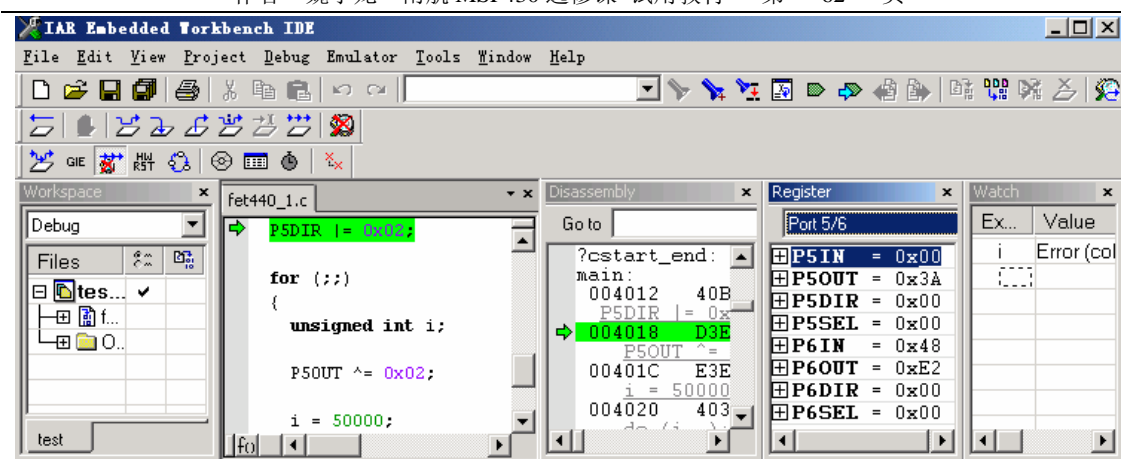 IAR Embedded Workbench IDE
File Edit View Project Debug Emulator Tools Window Help
GIE HW RST
Workspace
Debug
Files
tes...
f...
O..
test
fet440_1.c
P5DIR |= 0x02;
for (;;)
{
unsigned int i;
P5OUT ^= 0x02;
i = 50000;
f()
Disassembly
Go to
?cstart_end:
main:
004012 40B
P5DIR |= 0x
004018 D3E
P5OUT ^=
00401C E3E
i = 50000
004020 403
Register
Port 5/6
P5IN = 0x00
P5OUT = 0x3A
P5DIR = 0x00
P5SEL = 0x00
P6IN = 0x48
P6OUT = 0xE2
P6DIR = 0x00
P6SEL = 0x00
Watch
Ex... Value
i Error (col